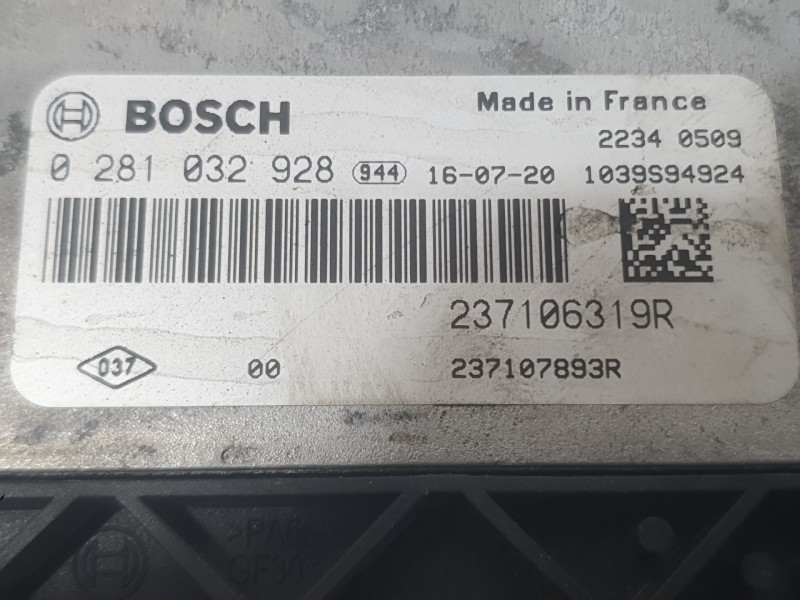 BOSCH
Made in France
2234 0509
0 281 032 928 944 16-07-20 1039S94924
237106319R
037 00 237107893R